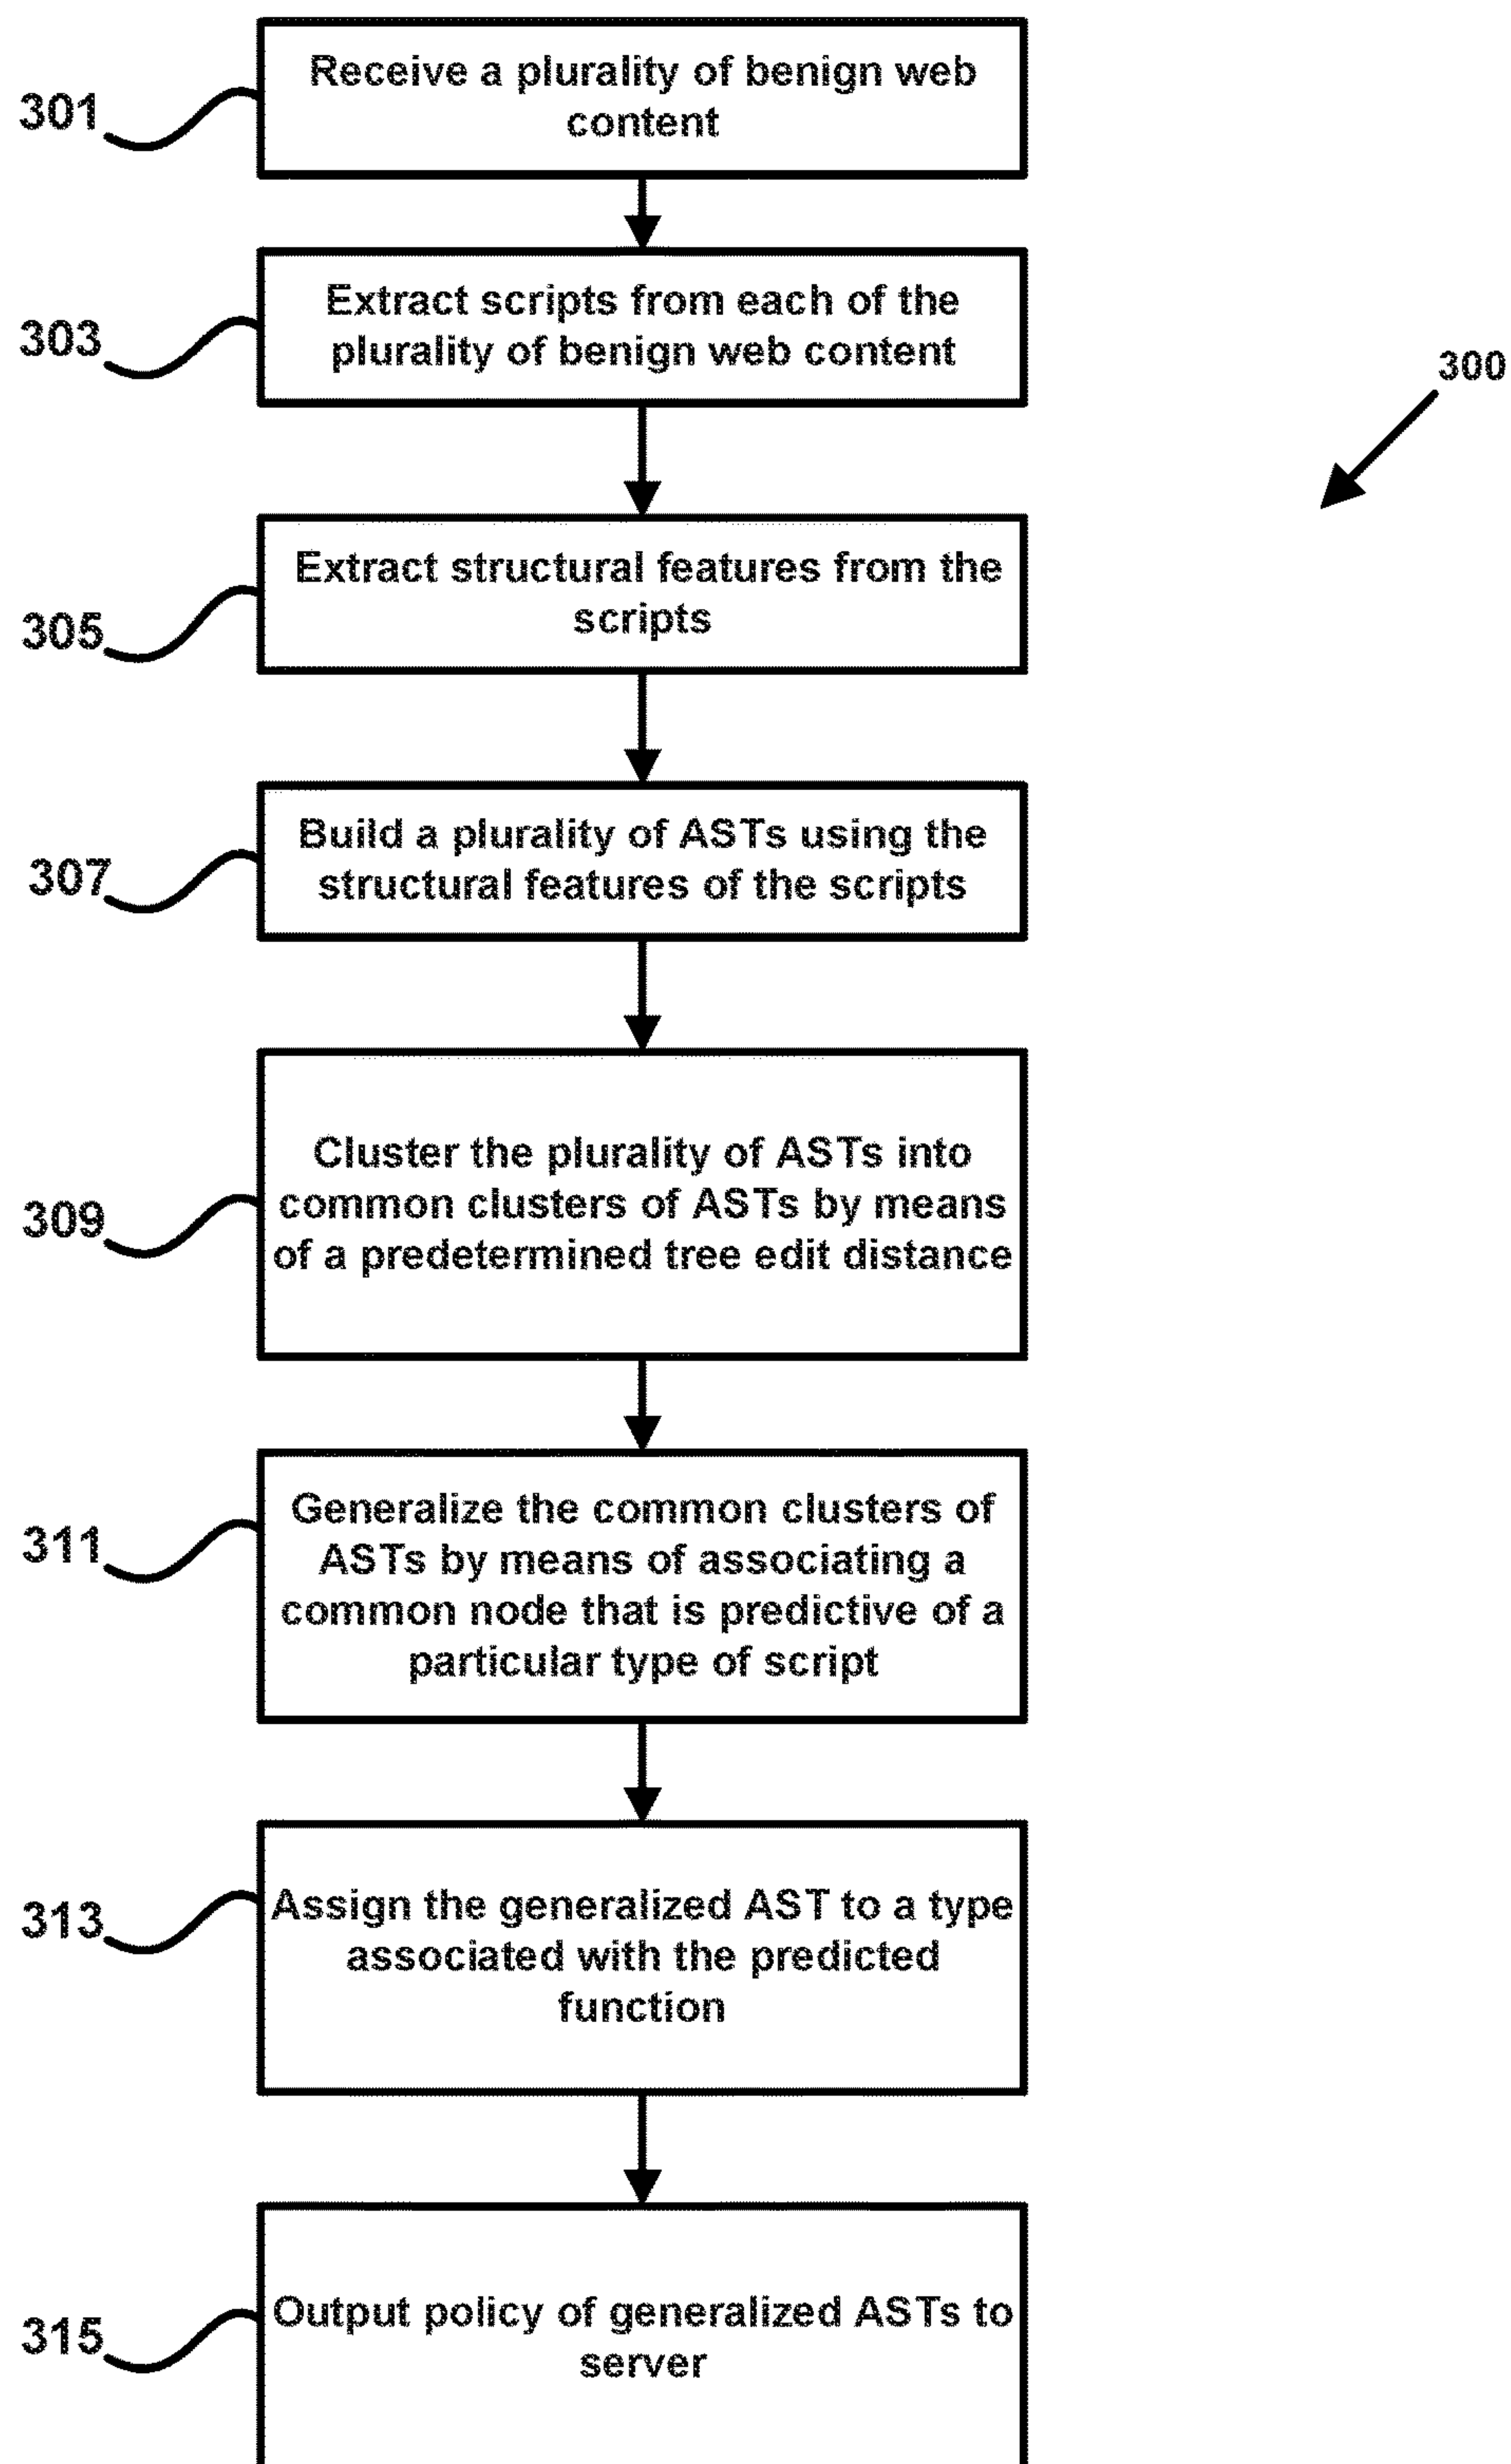 301
Receive a plurality of benign web
content
303
Extract scripts from each of the
plurality of benign web content
300
305
Extract structural features from the
scripts
307
Build a plurality of ASTs using the
structural features of the scripts
309
Cluster the plurality of ASTs into
common clusters of ASTs by means
of a predetermined tree edit distance
311
Generalize the common clusters of
ASTs by means of associating a
common node that is predictive of a
particular type of script
313
Assign the generalized AST to a type
associated with the predicted
function
315
Output policy of generalized ASTs to
server